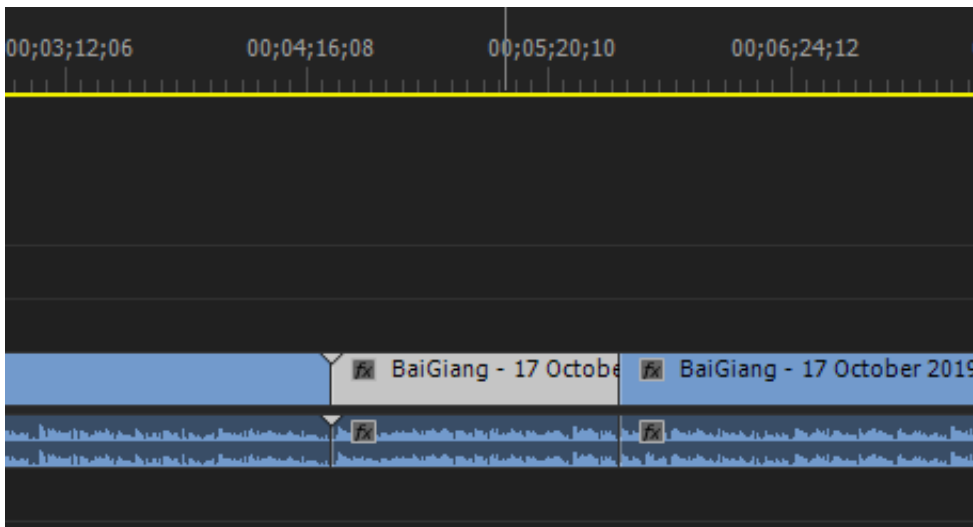 00;03;12;06 00;04;16;08 00;05;20;10 00;06;24;12
fx BaiGiang - 17 Octobe fx BaiGiang - 17 October 2019
fx fx